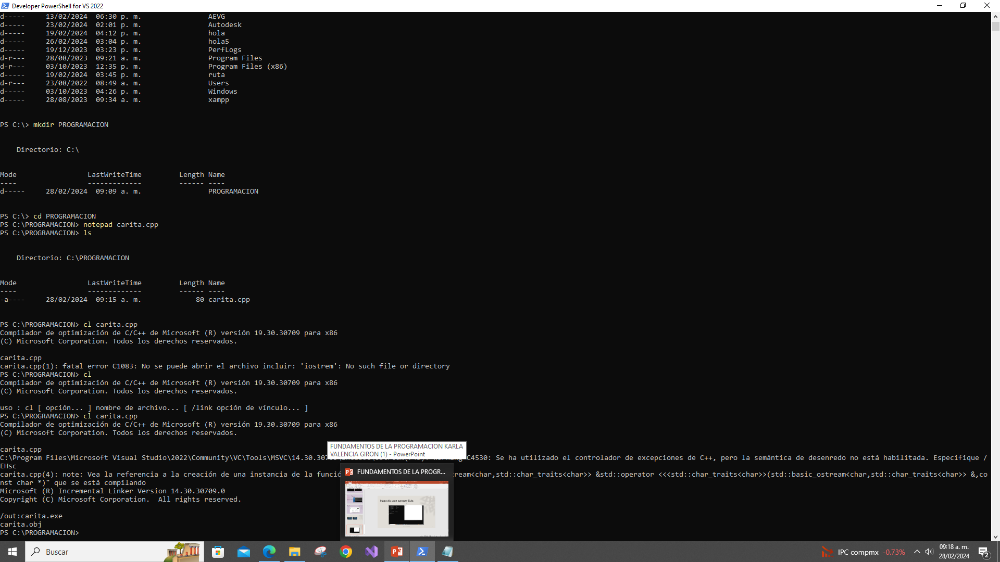 Developer PowerShell for VS 2022
d-----     13/02/2024  06:30 p. m.                AEVG
d-----     23/02/2024  02:01 p. m.                Autodesk
d-----     19/02/2024  04:12 p. m.                hola
d-----     26/02/2024  03:04 p. m.                hola5
d-----     19/12/2023  03:23 p. m.                PerfLogs
d-r---     28/08/2023  09:21 a. m.                Program Files
d-r---     03/10/2023  12:35 p. m.                Program Files (x86)
d-----     19/02/2024  03:45 p. m.                ruta
d-r---     23/08/2022  08:49 a. m.                Users
d-----     03/10/2023  04:26 p. m.                Windows
d-----     28/08/2023  09:34 a. m.                xampp
PS C:\> mkdir PROGRAMACION
    Directorio: C:\
Mode                 LastWriteTime         Length Name
----                 -------------         ------ ----
d-----     28/02/2024  09:09 a. m.                PROGRAMACION
PS C:\> cd PROGRAMACION
PS C:\PROGRAMACION> notepad carita.cpp
PS C:\PROGRAMACION> ls
    Directorio: C:\PROGRAMACION
Mode                 LastWriteTime         Length Name
----                 -------------         ------ ----
-a----     28/02/2024  09:15 a. m.             80 carita.cpp
PS C:\PROGRAMACION> cl carita.cpp
Compilador de optimización de C/C++ de Microsoft (R) versión 19.30.30709 para x86
(C) Microsoft Corporation. Todos los derechos reservados.
carita.cpp
carita.cpp(1): fatal error C1083: No se puede abrir el archivo incluir: 'iostrem': No such file or directory
PS C:\PROGRAMACION> cl
Compilador de optimización de C/C++ de Microsoft (R) versión 19.30.30709 para x86
(C) Microsoft Corporation. Todos los derechos reservados.
uso : cl [ opción... ] nombre de archivo... [ /link opción de vínculo... ]
PS C:\PROGRAMACION> cl carita.cpp
Compilador de optimización de C/C++ de Microsoft (R) versión 19.30.30709 para x86
(C) Microsoft Corporation. Todos los derechos reservados.
carita.cpp
C:\Program Files\Microsoft Visual Studio\2022\Community\VC\Tools\MSVC\14.30.30 C4530: Se ha utilizado el controlador de excepciones de C++, pero la semántica de desenredo no está habilitada. Especifique /
EHsc
carita.cpp(4): note: Vea la referencia a la creación de una instancia de la funci tream<char,std::char_traits<char>> &std::operator <<<std::char_traits<char>>(std::basic_ostream<char,std::char_traits<char>> &,co
nst char *)" que se está compilando
Microsoft (R) Incremental Linker Version 14.30.30709.0
Copyright (C) Microsoft Corporation.  All rights reserved.
/out:carita.exe
carita.obj
PS C:\PROGRAMACION>
FUNDAMENTOS DE LA PROGRAMACION KARLA
VALENCIA GIRON (1) - PowerPoint
FUNDAMENTOS DE LA PROGR...
Haga clic para agregar título
Buscar
IPC compmx -0.73%
09:18 a. m.
28/02/2024
2